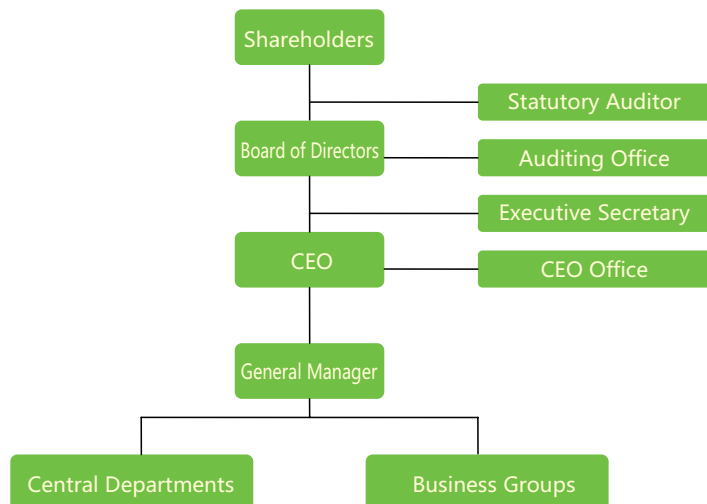 Shareholders
Statutory Auditor
Board of Directors
Auditing Office
Executive Secretary
CEO
CEO Office
General Manager
Central Departments
Business Groups